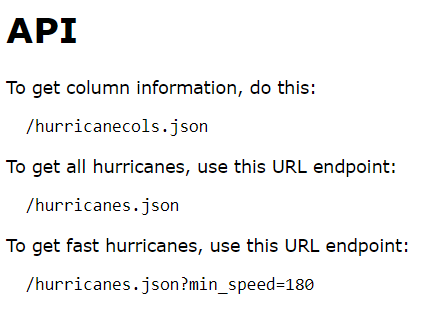 API
To get column information, do this:
/hurricanecols.json
To get all hurricanes, use this URL endpoint:
/hurricanes.json
To get fast hurricanes, use this URL endpoint:
/hurricanes.json?min_speed=180